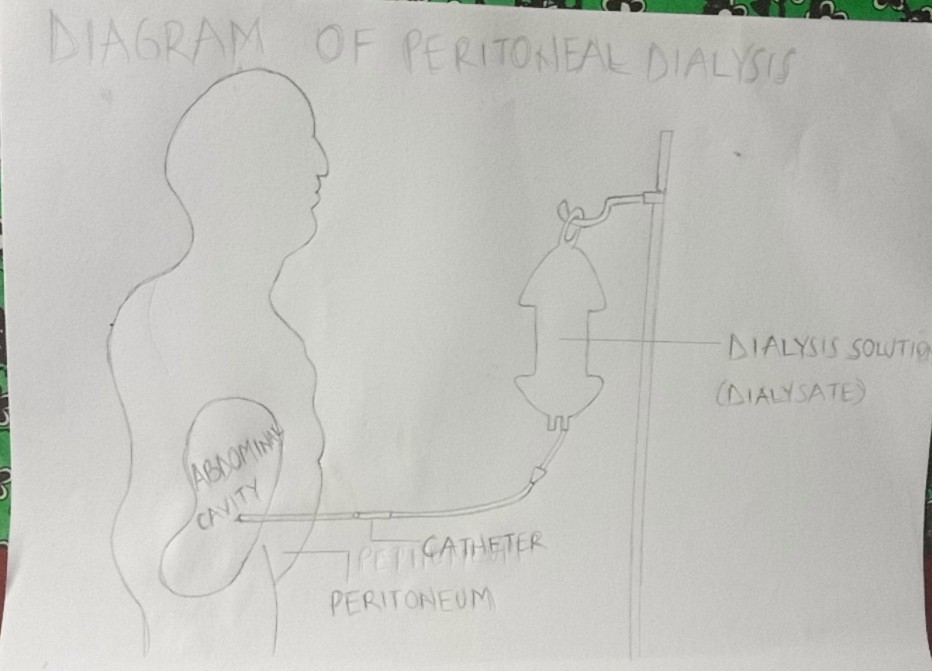 DIAGRAM OF PERITONEAL DIALYSIS
DIALYSIS SOLUTION
(DIALYSATE)
ABDOMINAL
CAVITY
CATHETER
PERITONEUM